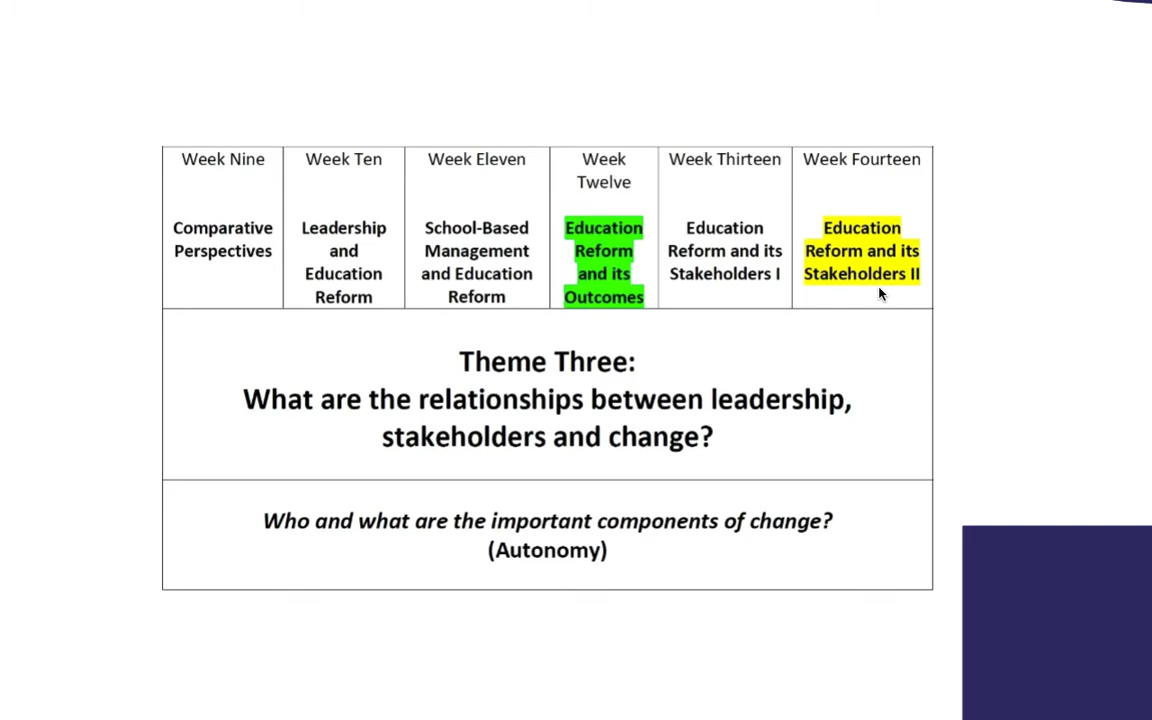 Week Nine
Comparative
Perspectives
Week Ten
Leadership
and
Education
Reform
Week Eleven
School-Based
Management
and Education
Reform
Week
Twelve
Education
Reform
and its
Outcomes
Week Thirteen
Education
Reform and its
Stakeholders I
Week Fourteen
Education
Reform and its
Stakeholders II
Theme Three:
What are the relationships between leadership,
stakeholders and change?
Who and what are the important components of change?
(Autonomy)